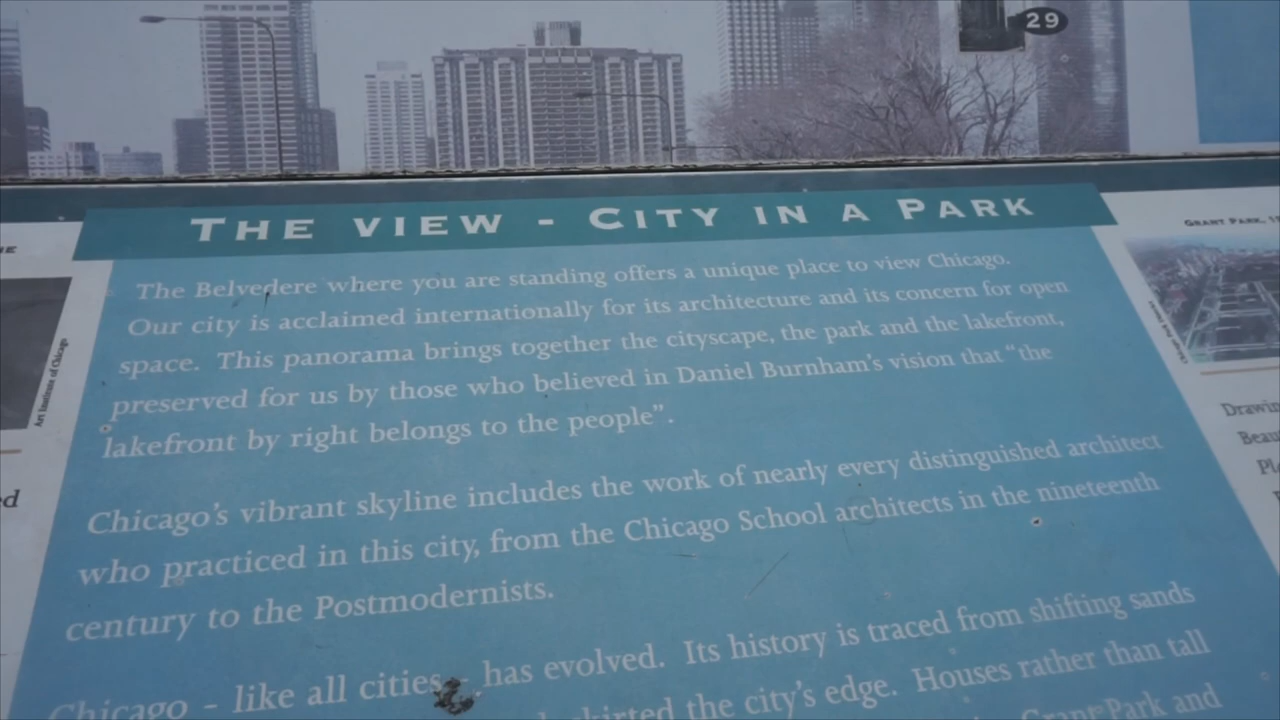 29
THE VIEW - CITY IN A PARK
The Belvedere where you are standing offers a unique place to view Chicago.
Our city is acclaimed internationally for its architecture and its concern for open
space. This panorama brings together the cityscape, the park and the lakefront,
preserved for us by those who believed in Daniel Burnham's vision that "the
lakefront by right belongs to the people".
Chicago's vibrant skyline includes the work of nearly every distinguished architect
who practiced in this city, from the Chicago School architects in the nineteenth
century to the Postmodernists.
Chicago - like all cities - has evolved. Its history is traced from shifting sands
skirted the city's edge. Houses rather than tall
Grant Park and
Art Institute of Chicago
GRANT PARK,